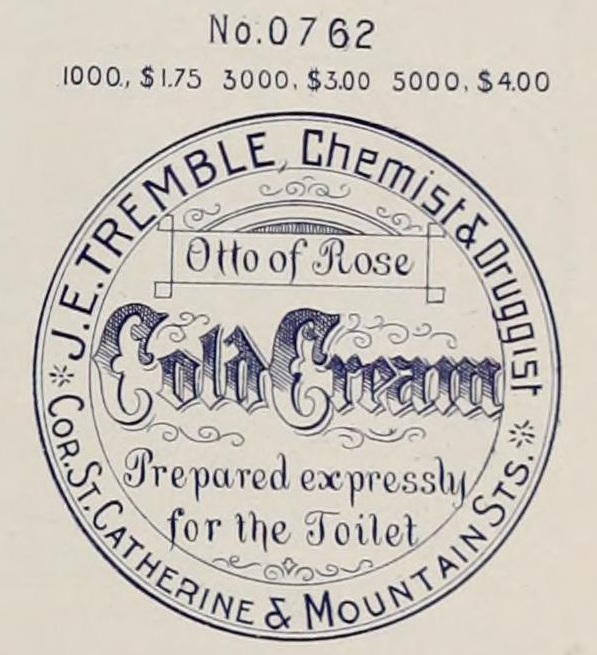 No. 0762
1000., $1.75 3000, $3.00 5000, $4.00
J. E. TREMBLE, Chemist & Druggist
Otto of Rose
Cold Cream
Prepared expressly
for the Toilet
COR. ST. CATHERINE & MOUNTAIN STS.